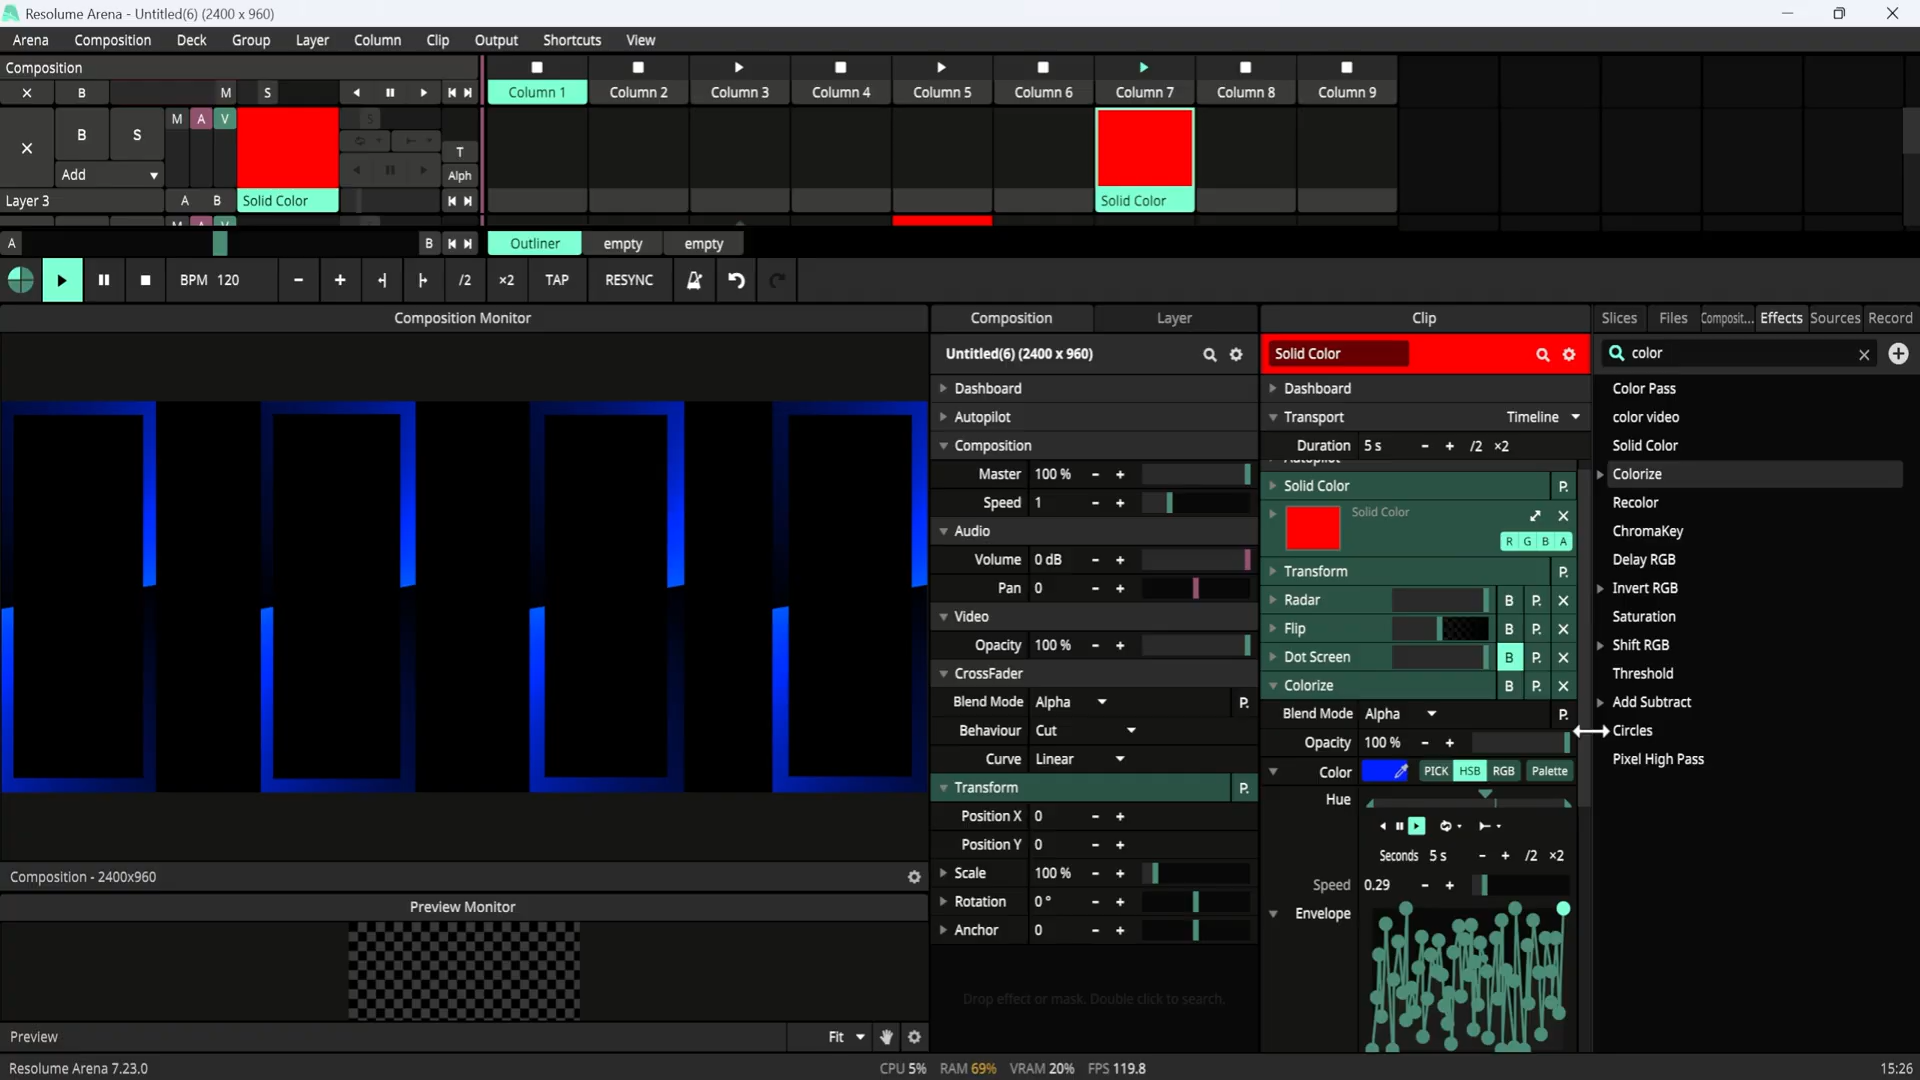 Resolume Arena - Untitled(6) (2400 x 960)
Arena Composition Deck Group Layer Column Clip Output Shortcuts View
Composition
X B M S
Column 1 Column 2 Column 3 Column 4 Column 5 Column 6 Column 7 Column 8 Column 9
M A V S
X B S
T
Add
Alph
Layer 3 A B Solid Color Solid Color
M A V
A B Outliner empty empty
BPM 120 - + /2 ×2 TAP RESYNC
Composition Monitor
Composition - 2400x960
Preview Monitor
Preview Fit
Composition Layer
Untitled(6) (2400 x 960)
Dashboard
Autopilot
Composition
Master 100 % - +
Speed 1 - +
Audio
Volume 0 dB - +
Pan 0 - +
Video
Opacity 100 % - +
CrossFader
Blend Mode Alpha P.
Behaviour Cut
Curve Linear
Transform P.
Position X 0 - +
Position Y 0 - +
Scale 100 % - +
Rotation 0 ° - +
Anchor 0 - +
Drop effect or mask. Double click to search.
Clip
Solid Color
Dashboard
Transport Timeline
Duration 5 s - + /2 ×2
Autopilot
Solid Color P.
Solid Color
R G B A
Transform P.
Radar B P. X
Flip B P. X
Dot Screen B P. X
Colorize B P. X
Blend Mode Alpha P.
Opacity 100 % - +
Color PICK HSB RGB Palette
Hue
Seconds 5 s - + /2 ×2
Speed 0.29 - +
Envelope
Slices Files Composit... Effects Sources Record
color
Color Pass
color video
Solid Color
Colorize
Recolor
ChromaKey
Delay RGB
Invert RGB
Saturation
Shift RGB
Threshold
Add Subtract
Circles
Pixel High Pass
Resolume Arena 7.23.0 CPU 5% RAM 69% VRAM 20% FPS 119.8 15:26